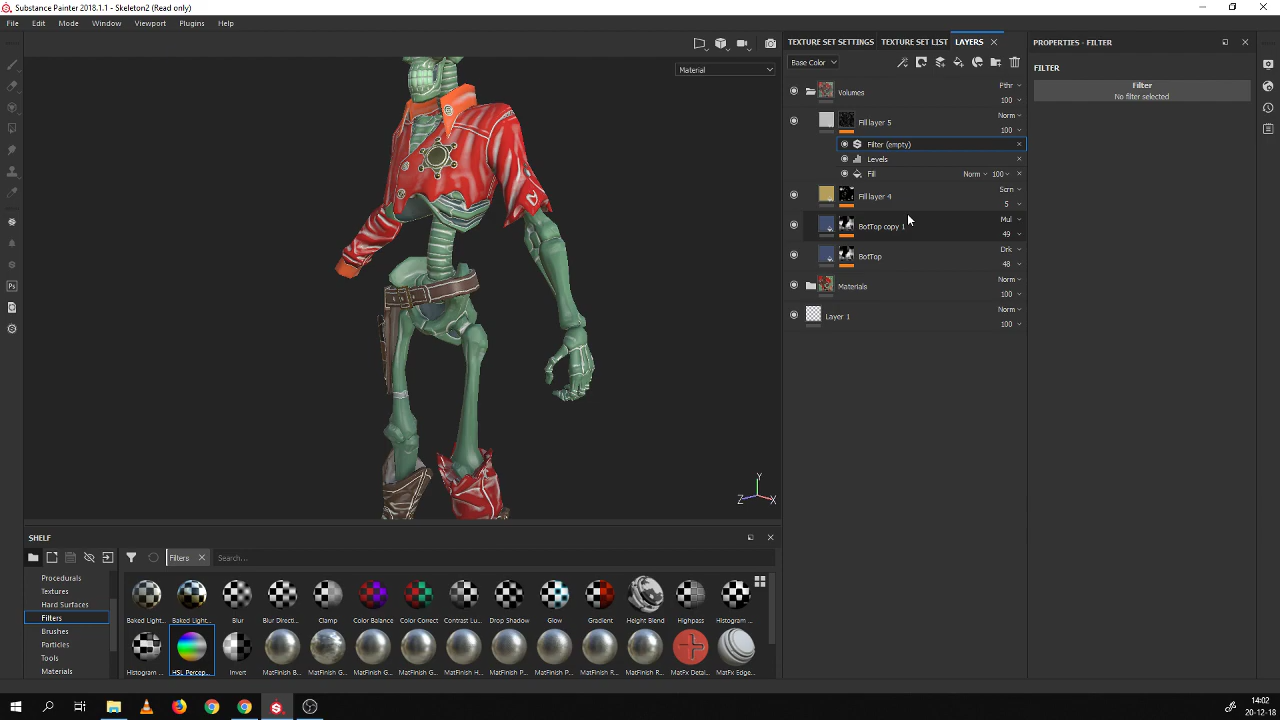 Substance Painter 2018.1.1 - Skeleton2 (Read only)
File Edit Mode Window Viewport Plugins Help
TEXTURE SET SETTINGS TEXTURE SET LIST LAYERS
PROPERTIES - FILTER
Base Color
Material
FILTER
Filter
No filter selected
Volumes
Pthr
100
Fill layer 5
Norm
100
Filter (empty)
Levels
Fill Norm 100
Fill layer 4
Scrn
5
BotTop copy 1
Mul
49
BotTop
Drk
48
Materials
Norm
100
Layer 1
Norm
100
Y
Z X
SHELF
Filters
Search...
Procedurals
Textures
Hard Surfaces
Filters
Brushes
Particles
Tools
Materials
Baked Light... Baked Light... Blur Blur Directi... Clamp Color Balance Color Correct Contrast Lu... Drop Shadow Glow Gradient Height Blend Highpass Histogram ...
Histogram ... HSL Percep... Invert MatFinish B... MatFinish G... MatFinish G... MatFinish G... MatFinish P... MatFinish P... MatFinish R... MatFinish R... MatFinish R... MatFx Detai... MatFx Edge...
Ps
14:02
20-12-18